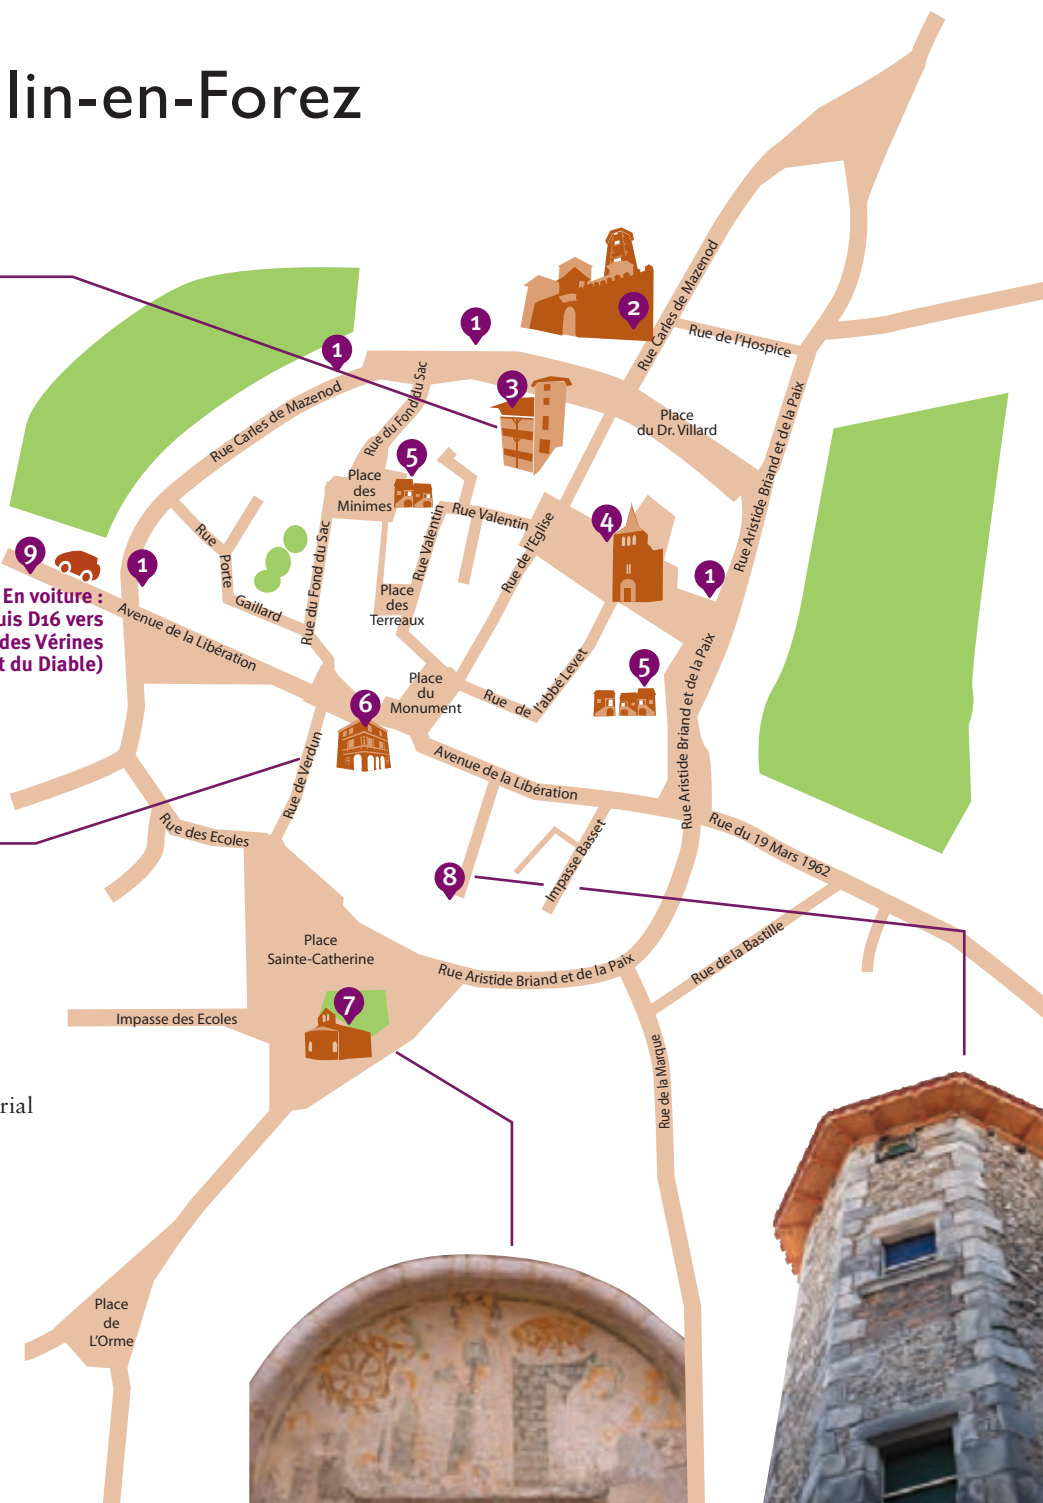 lin-en-Forez
Rue Carles de Mazenod
Rue de l'Hospice
2
1
1
3
Rue du Fond du Sac
Rue Carles de Mazenod
Place
du Dr. Villard
Rue Aristide Briand et de la Paix
5
Place
des
Minimes
Rue Valentin
Rue Valentin
Rue de l'Eglise
4
1
Rue
Porte
Gaillard
Rue du Fond du Sac
Place
des
Terreaux
9
1
En voiture :
uis D16 vers
des Vérines
t du Diable)
Avenue de la Libération
Place
du
Monument
Rue de l'abbé Levet
5
Rue Aristide Briand et de la Paix
6
Rue de Verdun
Avenue de la Libération
Rue des Ecoles
Impasse Basset
Rue du 19 Mars 1962
8
Place
Sainte-Catherine
Rue Aristide Briand et de la Paix
Rue de la Bastille
7
Impasse des Ecoles
Rue de la Marque
rial
Place
de
L'Orme